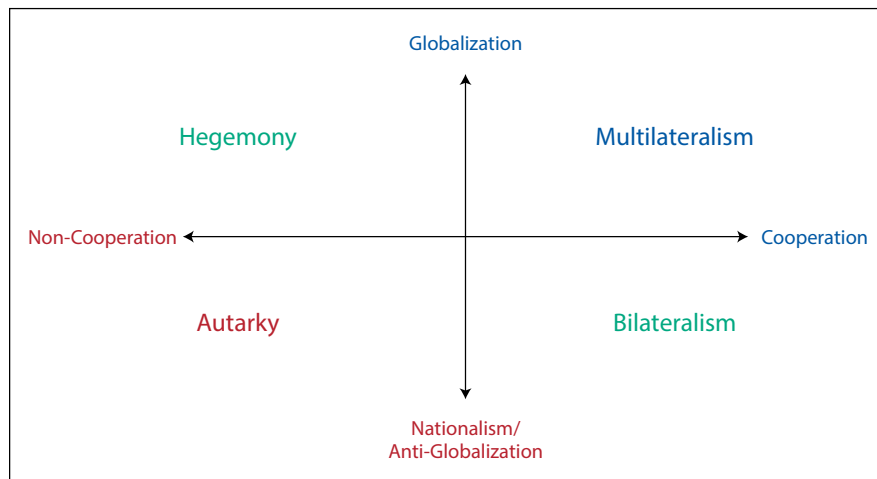 Globalization
Hegemony
Multilateralism
Non-Cooperation
Cooperation
Autarky
Bilateralism
Nationalism/
Anti-Globalization